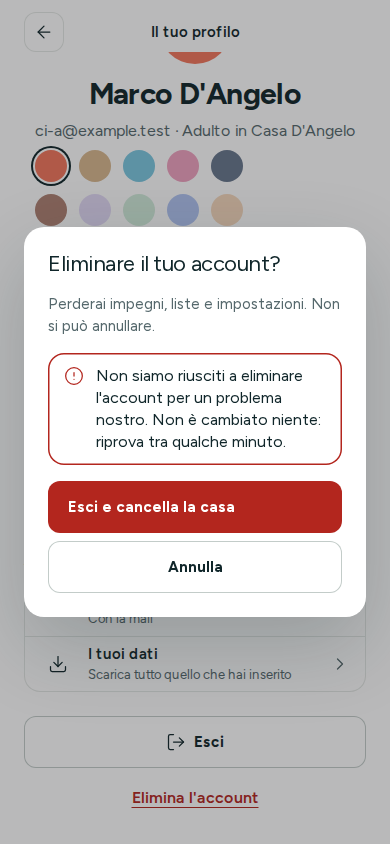 Il tuo profilo
Marco D'Angelo
ci-a@example.test · Adulto in Casa D'Angelo
Eliminare il tuo account?
Perderai impegni, liste e impostazioni. Non
si può annullare.
Non siamo riusciti a eliminare
l'account per un problema
nostro. Non è cambiato niente:
riprova tra qualche minuto.
Esci e cancella la casa
Annulla
Con la mail
I tuoi dati
Scarica tutto quello che hai inserito
Esci
Elimina l'account